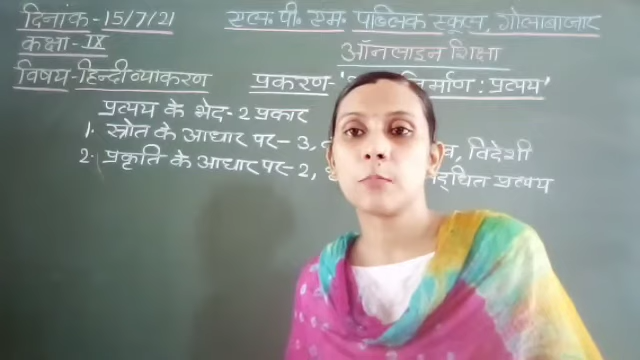 दिनांक-15/7/21
एल. पी. एम. पब्लिक स्कूल, गोलाबाजार
कक्षा-IX
ऑनलाइन शिक्षा
विषय-हिन्दी व्याकरण
प्रकरण-' निर्माण : प्रत्यय'
प्रत्यय के भेद-2 प्रकार
1. स्रोत के आधार पर-3, विदेशी
2. प्रकृति के आधार पर-2, प्रत्यय